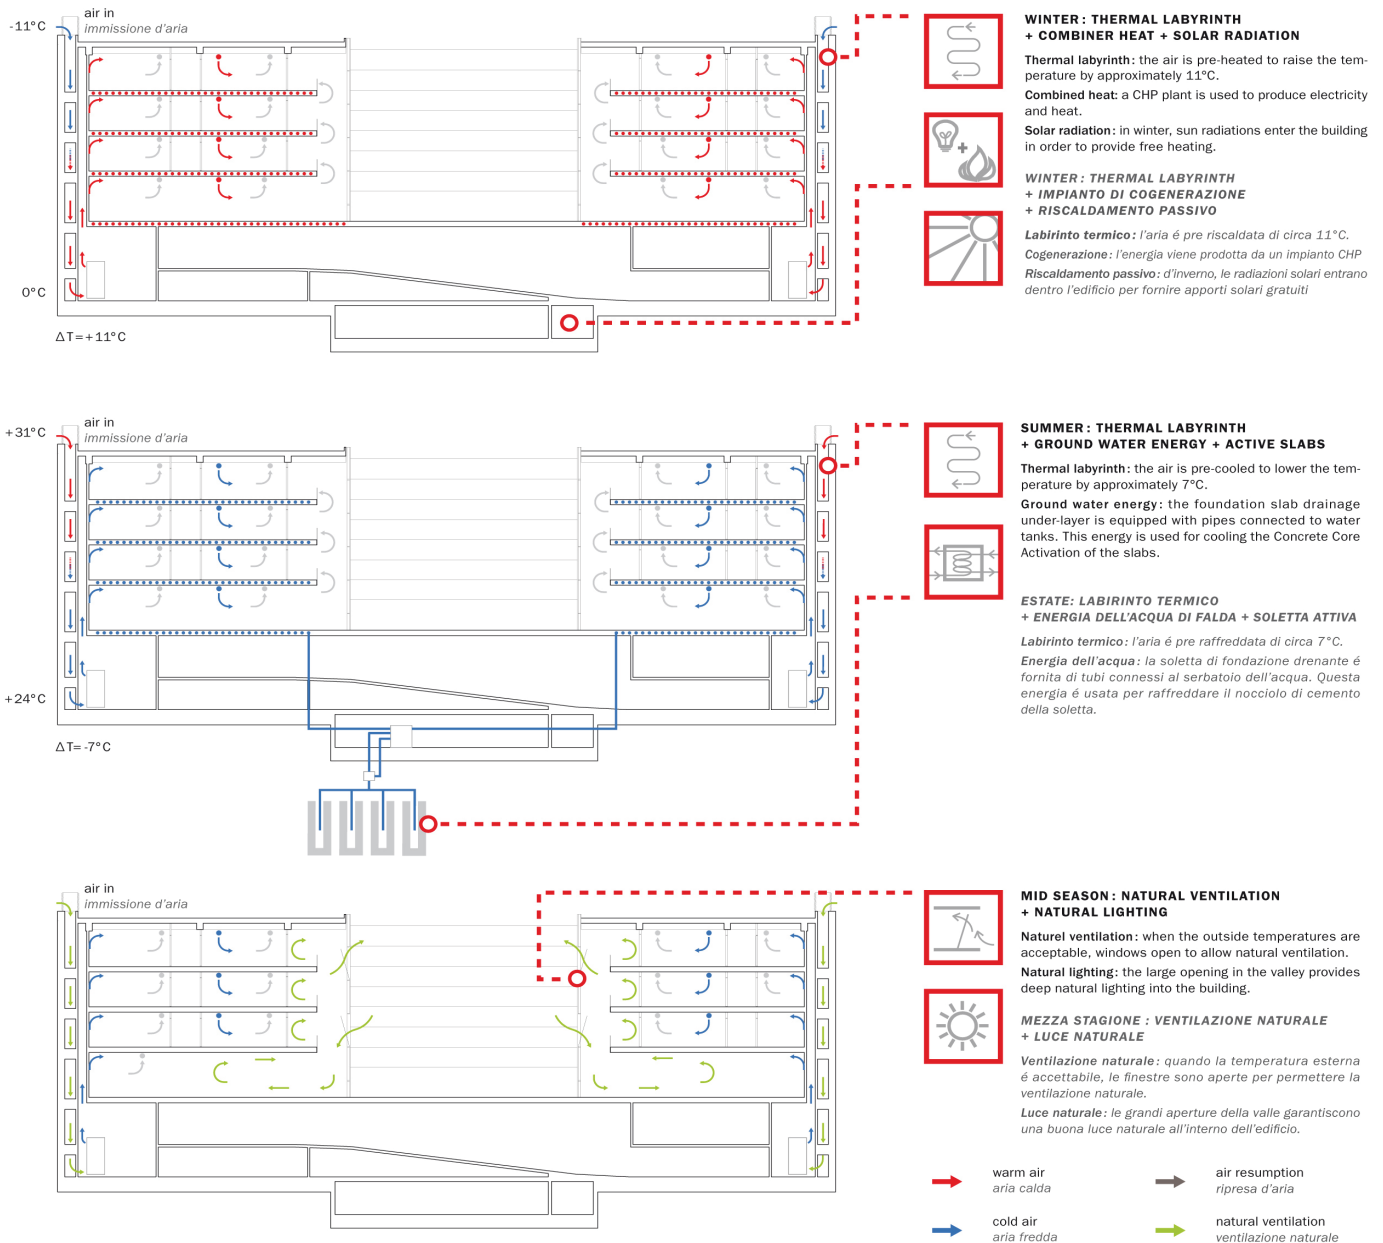 -11°C
air in
immissione d'aria
0°C
ΔT=+11°C
WINTER: THERMAL LABYRINTH
+ COMBINER HEAT + SOLAR RADIATION
Thermal labyrinth: the air is pre-heated to raise the tem-
perature by approximately 11°C.
Combined heat: a CHP plant is used to produce electricity
and heat.
Solar radiation: in winter, sun radiations enter the building
in order to provide free heating.
WINTER: THERMAL LABYRINTH
+ IMPIANTO DI COGENERAZIONE
+ RISCALDAMENTO PASSIVO
Labirinto termico: l'aria é pre riscaldata di circa 11°C.
Cogenerazione: l'energia viene prodotta da un impianto CHP
Riscaldamento passivo: d'inverno, le radiazioni solari entrano
dentro l'edificio per fornire apporti solari gratuiti
+31°C
air in
immissione d'aria
+24°C
ΔT= -7°C
SUMMER: THERMAL LABYRINTH
+ GROUND WATER ENERGY + ACTIVE SLABS
Thermal labyrinth: the air is pre-cooled to lower the tem-
perature by approximately 7°C.
Ground water energy: the foundation slab drainage
under-layer is equipped with pipes connected to water
tanks. This energy is used for cooling the Concrete Core
Activation of the slabs.
ESTATE: LABIRINTO TERMICO
+ ENERGIA DELL'ACQUA DI FALDA + SOLETTA ATTIVA
Labirinto termico: l'aria é pre raffreddata di circa 7°C.
Energia dell'acqua: la soletta di fondazione drenante é
fornita di tubi connessi al serbatoio dell'acqua. Questa
energia é usata per raffreddare il nocciolo di cemento
della soletta.
air in
immissione d'aria
MID SEASON: NATURAL VENTILATION
+ NATURAL LIGHTING
Naturel ventilation: when the outside temperatures are
acceptable, windows open to allow natural ventilation.
Natural lighting: the large opening in the valley provides
deep natural lighting into the building.
MEZZA STAGIONE : VENTILAZIONE NATURALE
+ LUCE NATURALE
Ventilazione naturale: quando la temperatura esterna
é accettabile, le finestre sono aperte per permettere la
ventilazione naturale.
Luce naturale: le grandi aperture della valle garantiscono
una buona luce naturale all'interno dell'edificio.
warm air
aria calda
air resumption
ripresa d'aria
cold air
aria fredda
natural ventilation
ventilazione naturale